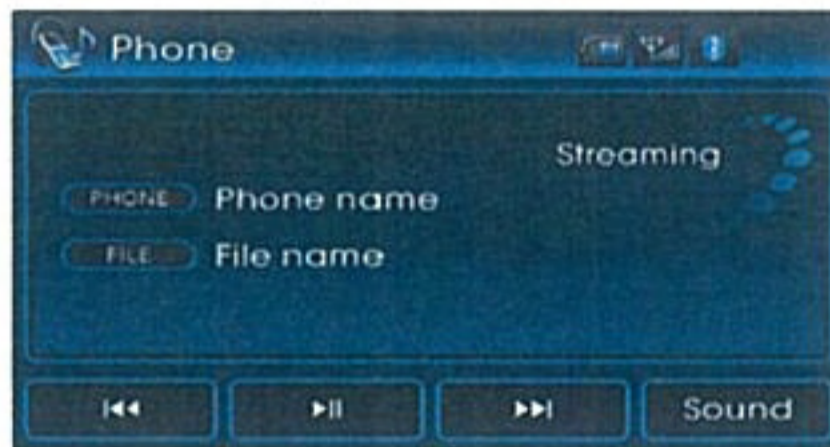 Phone
Streaming
PHONE Phone name
FILE File name
Sound